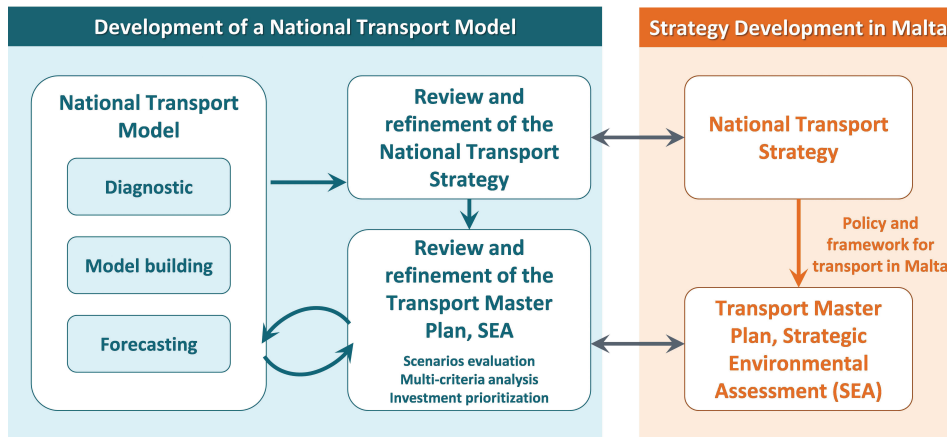 Development of a National Transport Model
National Transport
Model
Diagnostic
Model building
Forecasting
Review and
refinement of the
National Transport
Strategy
Review and
refinement of the
Transport Master
Plan, SEA
Scenarios evaluation
Multi-criteria analysis
Investment prioritization
Strategy Development in Malta
National Transport
Strategy
Policy and
framework for
transport in Malta
Transport Master
Plan, Strategic
Environmental
Assessment (SEA)